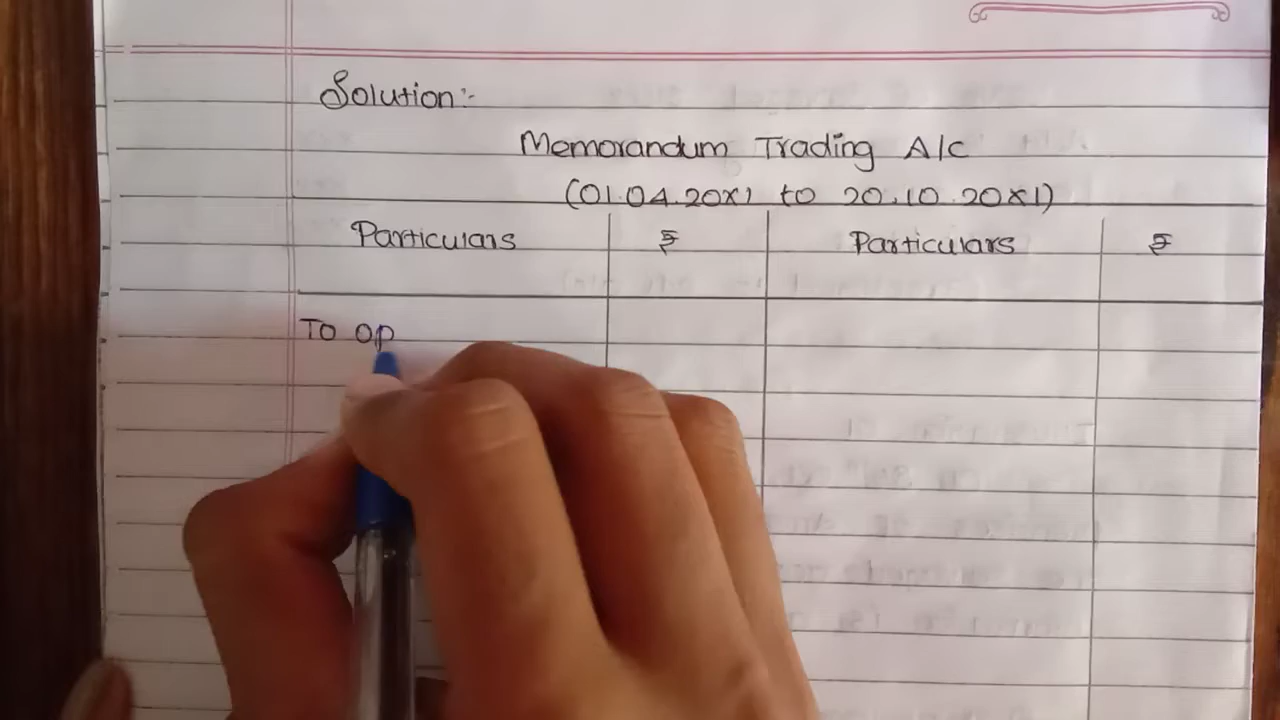 Solution:-
Memorandum Trading A/c
(01.04.20X1 to 20.10.20X1)
Particulars ₹ Particulars ₹
To op